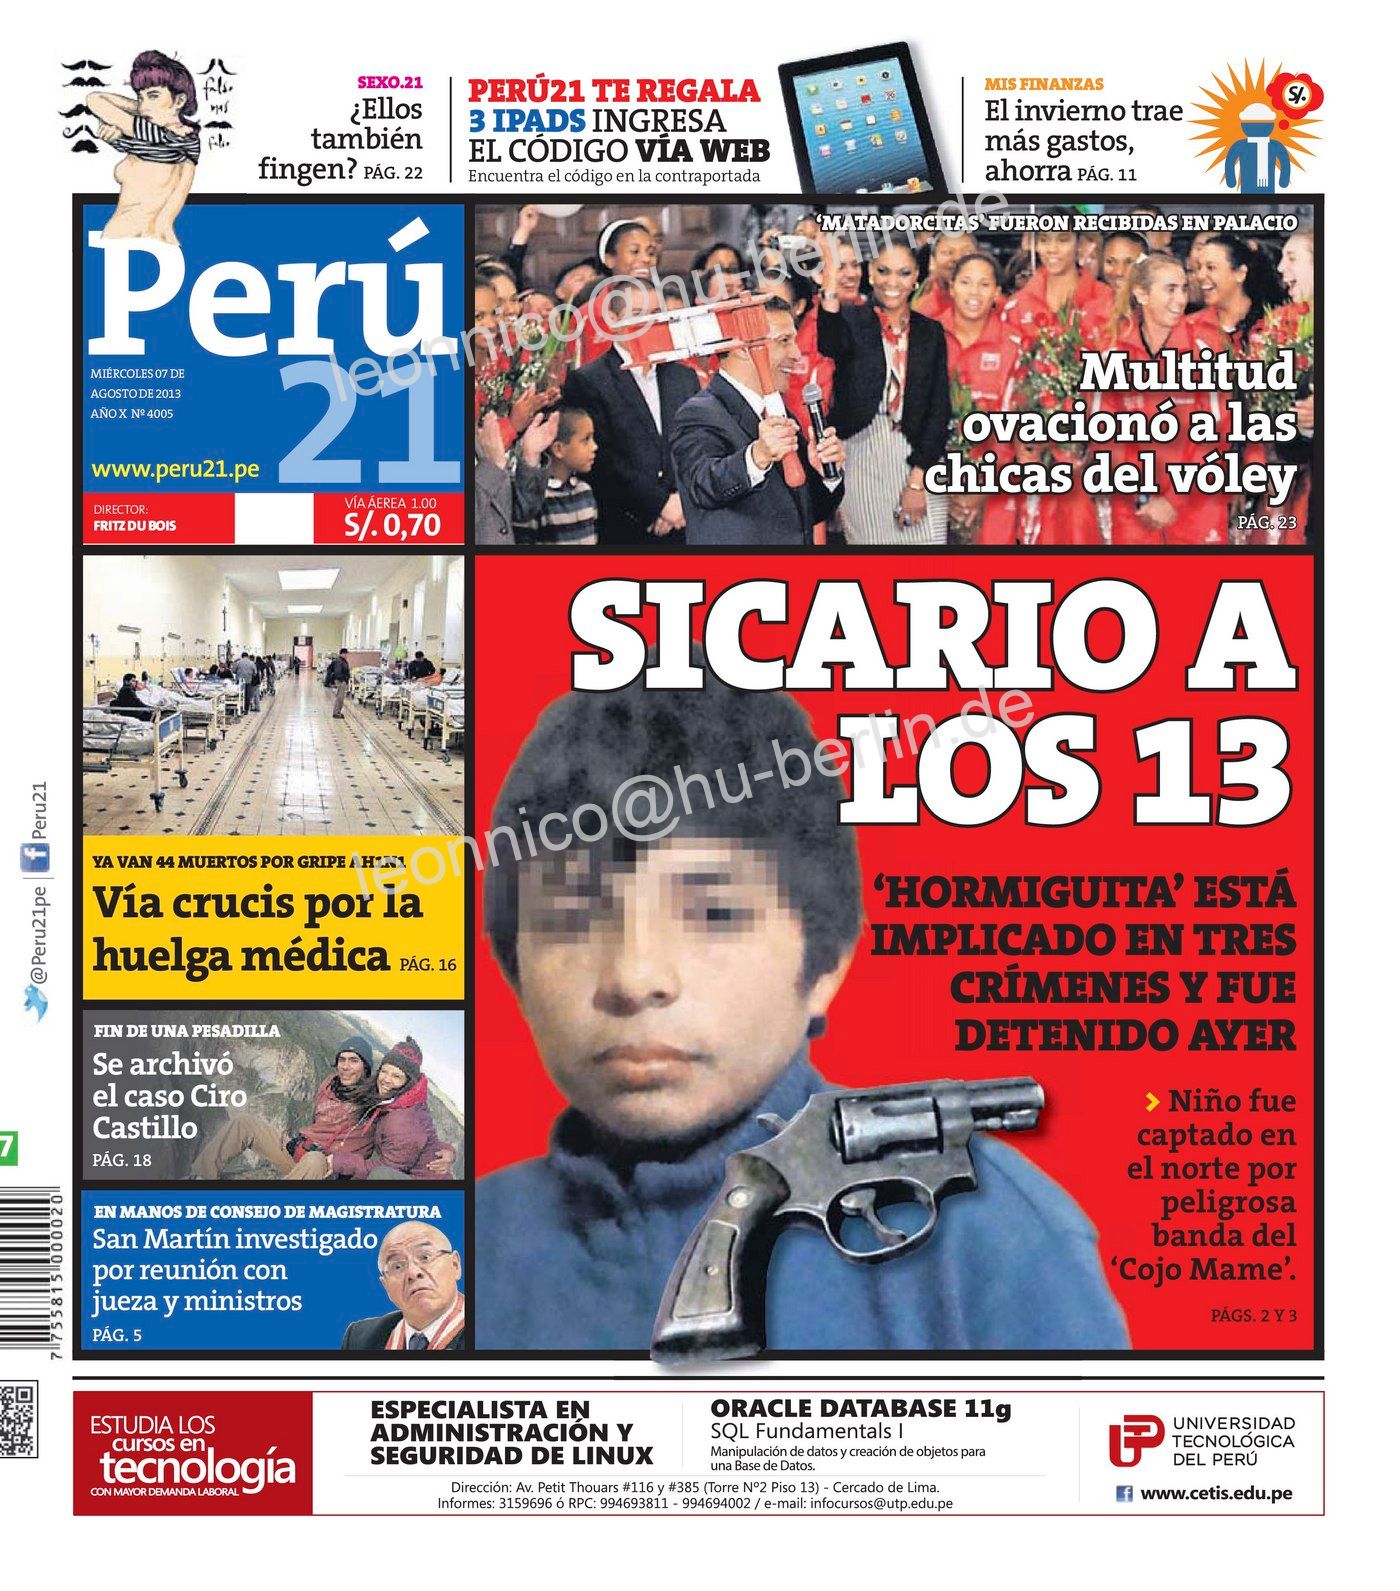 falso
mas
falso
SEXO.21
¿Ellos
también
fingen? PÁG. 22
PERÚ21 TE REGALA
3 IPADS INGRESA
EL CÓDIGO VÍA WEB
Encuentra el código en la contraportada
MIS FINANZAS
El invierno trae
más gastos,
ahorra PÁG. 11
S/.
Perú
21
MIÉRCOLES 07 DE
AGOSTO DE 2013
AÑO X Nº 4005
www.peru21.pe
DIRECTOR:
FRITZ DU BOIS
VÍA ÁEREA 1.00
S/. 0,70
'MATADORCITAS' FUERON RECIBIDAS EN PALACIO
Multitud
ovacionó a las
chicas del vóley
PÁG. 23
leonnico@hu-berlin.de
YA VAN 44 MUERTOS POR GRIPE AH1N1
Vía crucis por la
huelga médica PÁG. 16
FIN DE UNA PESADILLA
Se archivó
el caso Ciro
Castillo
PÁG. 18
EN MANOS DE CONSEJO DE MAGISTRATURA
San Martín investigado
por reunión con
jueza y ministros
PÁG. 5
SICARIO A
LOS 13
leonnico@hu-berlin.de
'HORMIGUITA' ESTÁ
IMPLICADO EN TRES
CRÍMENES Y FUE
DETENIDO AYER
> Niño fue
captado en
el norte por
peligrosa
banda del
'Cojo Mame'.
PÁGS. 2 Y 3
@Peru21pe | Peru21
7
7 755815 000020
ESTUDIA LOS
cursos en
tecnología
CON MAYOR DEMANDA LABORAL
ESPECIALISTA EN
ADMINISTRACIÓN Y
SEGURIDAD DE LINUX
ORACLE DATABASE 11g
SQL Fundamentals I
Manipulación de datos y creación de objetos para
una Base de Datos.
Dirección: Av. Petit Thouars #116 y #385 (Torre Nº2 Piso 13) - Cercado de Lima.
Informes: 3159696 ó RPC: 994693811 - 994694002 / e-mail: infocursos@utp.edu.pe
UTP
UNIVERSIDAD
TECNOLÓGICA
DEL PERÚ
www.cetis.edu.pe